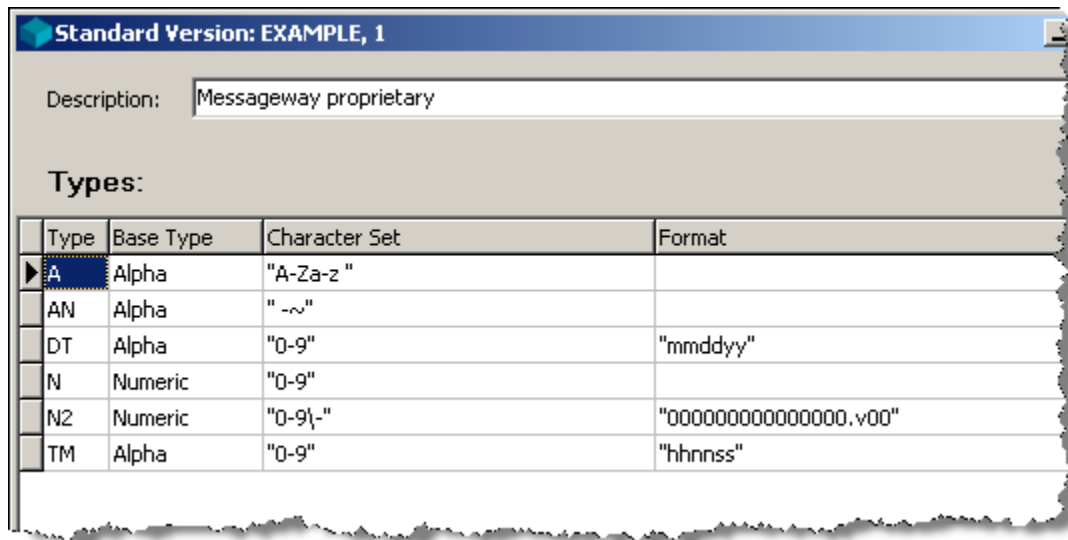 Standard Version: EXAMPLE, 1
Description: Messageway proprietary
Types:
Type Base Type Character Set Format
A Alpha "A-Za-z "
AN Alpha " -~"
DT Alpha "0-9" "mmddyy"
N Numeric "0-9"
N2 Numeric "0-9\-" "000000000000000.v00"
TM Alpha "0-9" "hhnnss"